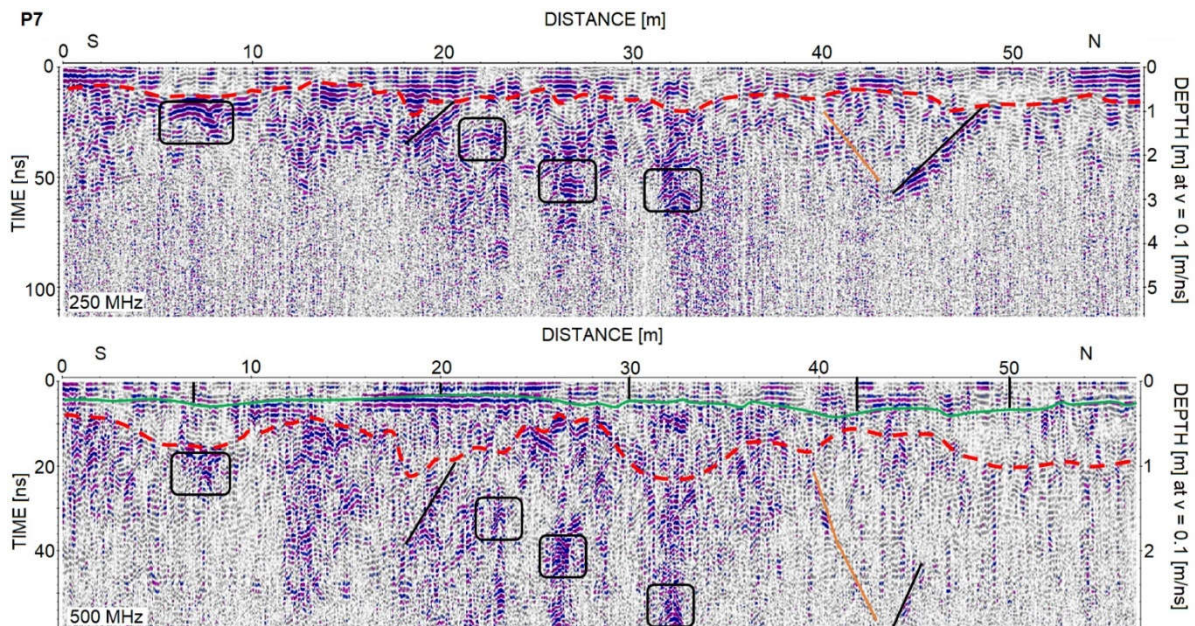 P7
DISTANCE [m]
S N
0 10 20 30 40 50
TIME [ns]
0
50
100
DEPTH [m] at v = 0.1 [m/ns]
0
1
2
3
4
5
250 MHz
DISTANCE [m]
S N
0 10 20 30 40 50
TIME [ns]
0
20
40
DEPTH [m] at v = 0.1 [m/ns]
0
1
2
500 MHz